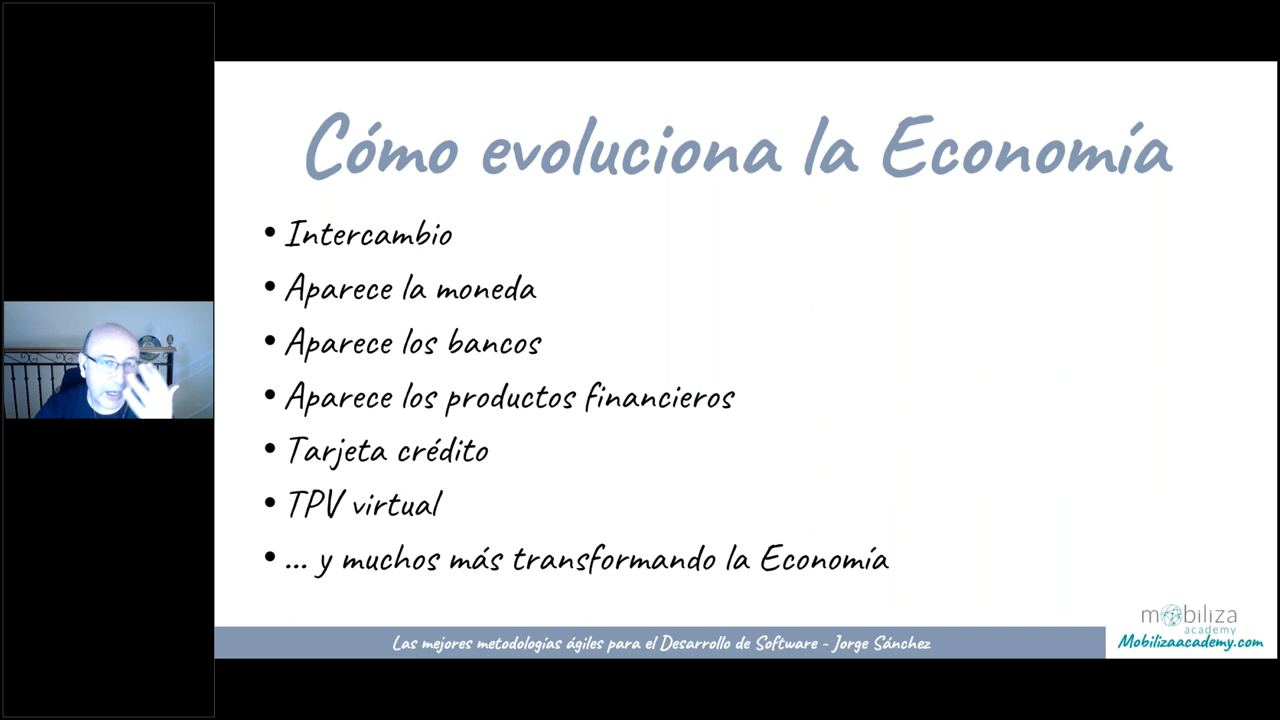 Cómo evoluciona la Economía
• Intercambio
• Aparece la moneda
• Aparece los bancos
• Aparece los productos financieros
• Tarjeta crédito
• TPV virtual
• ... y muchos más transformando la Economía
mobiliza
academy
Las mejores metodologías ágiles para el Desarrollo de Software - Jorge Sánchez
Mobilizaacademy.com